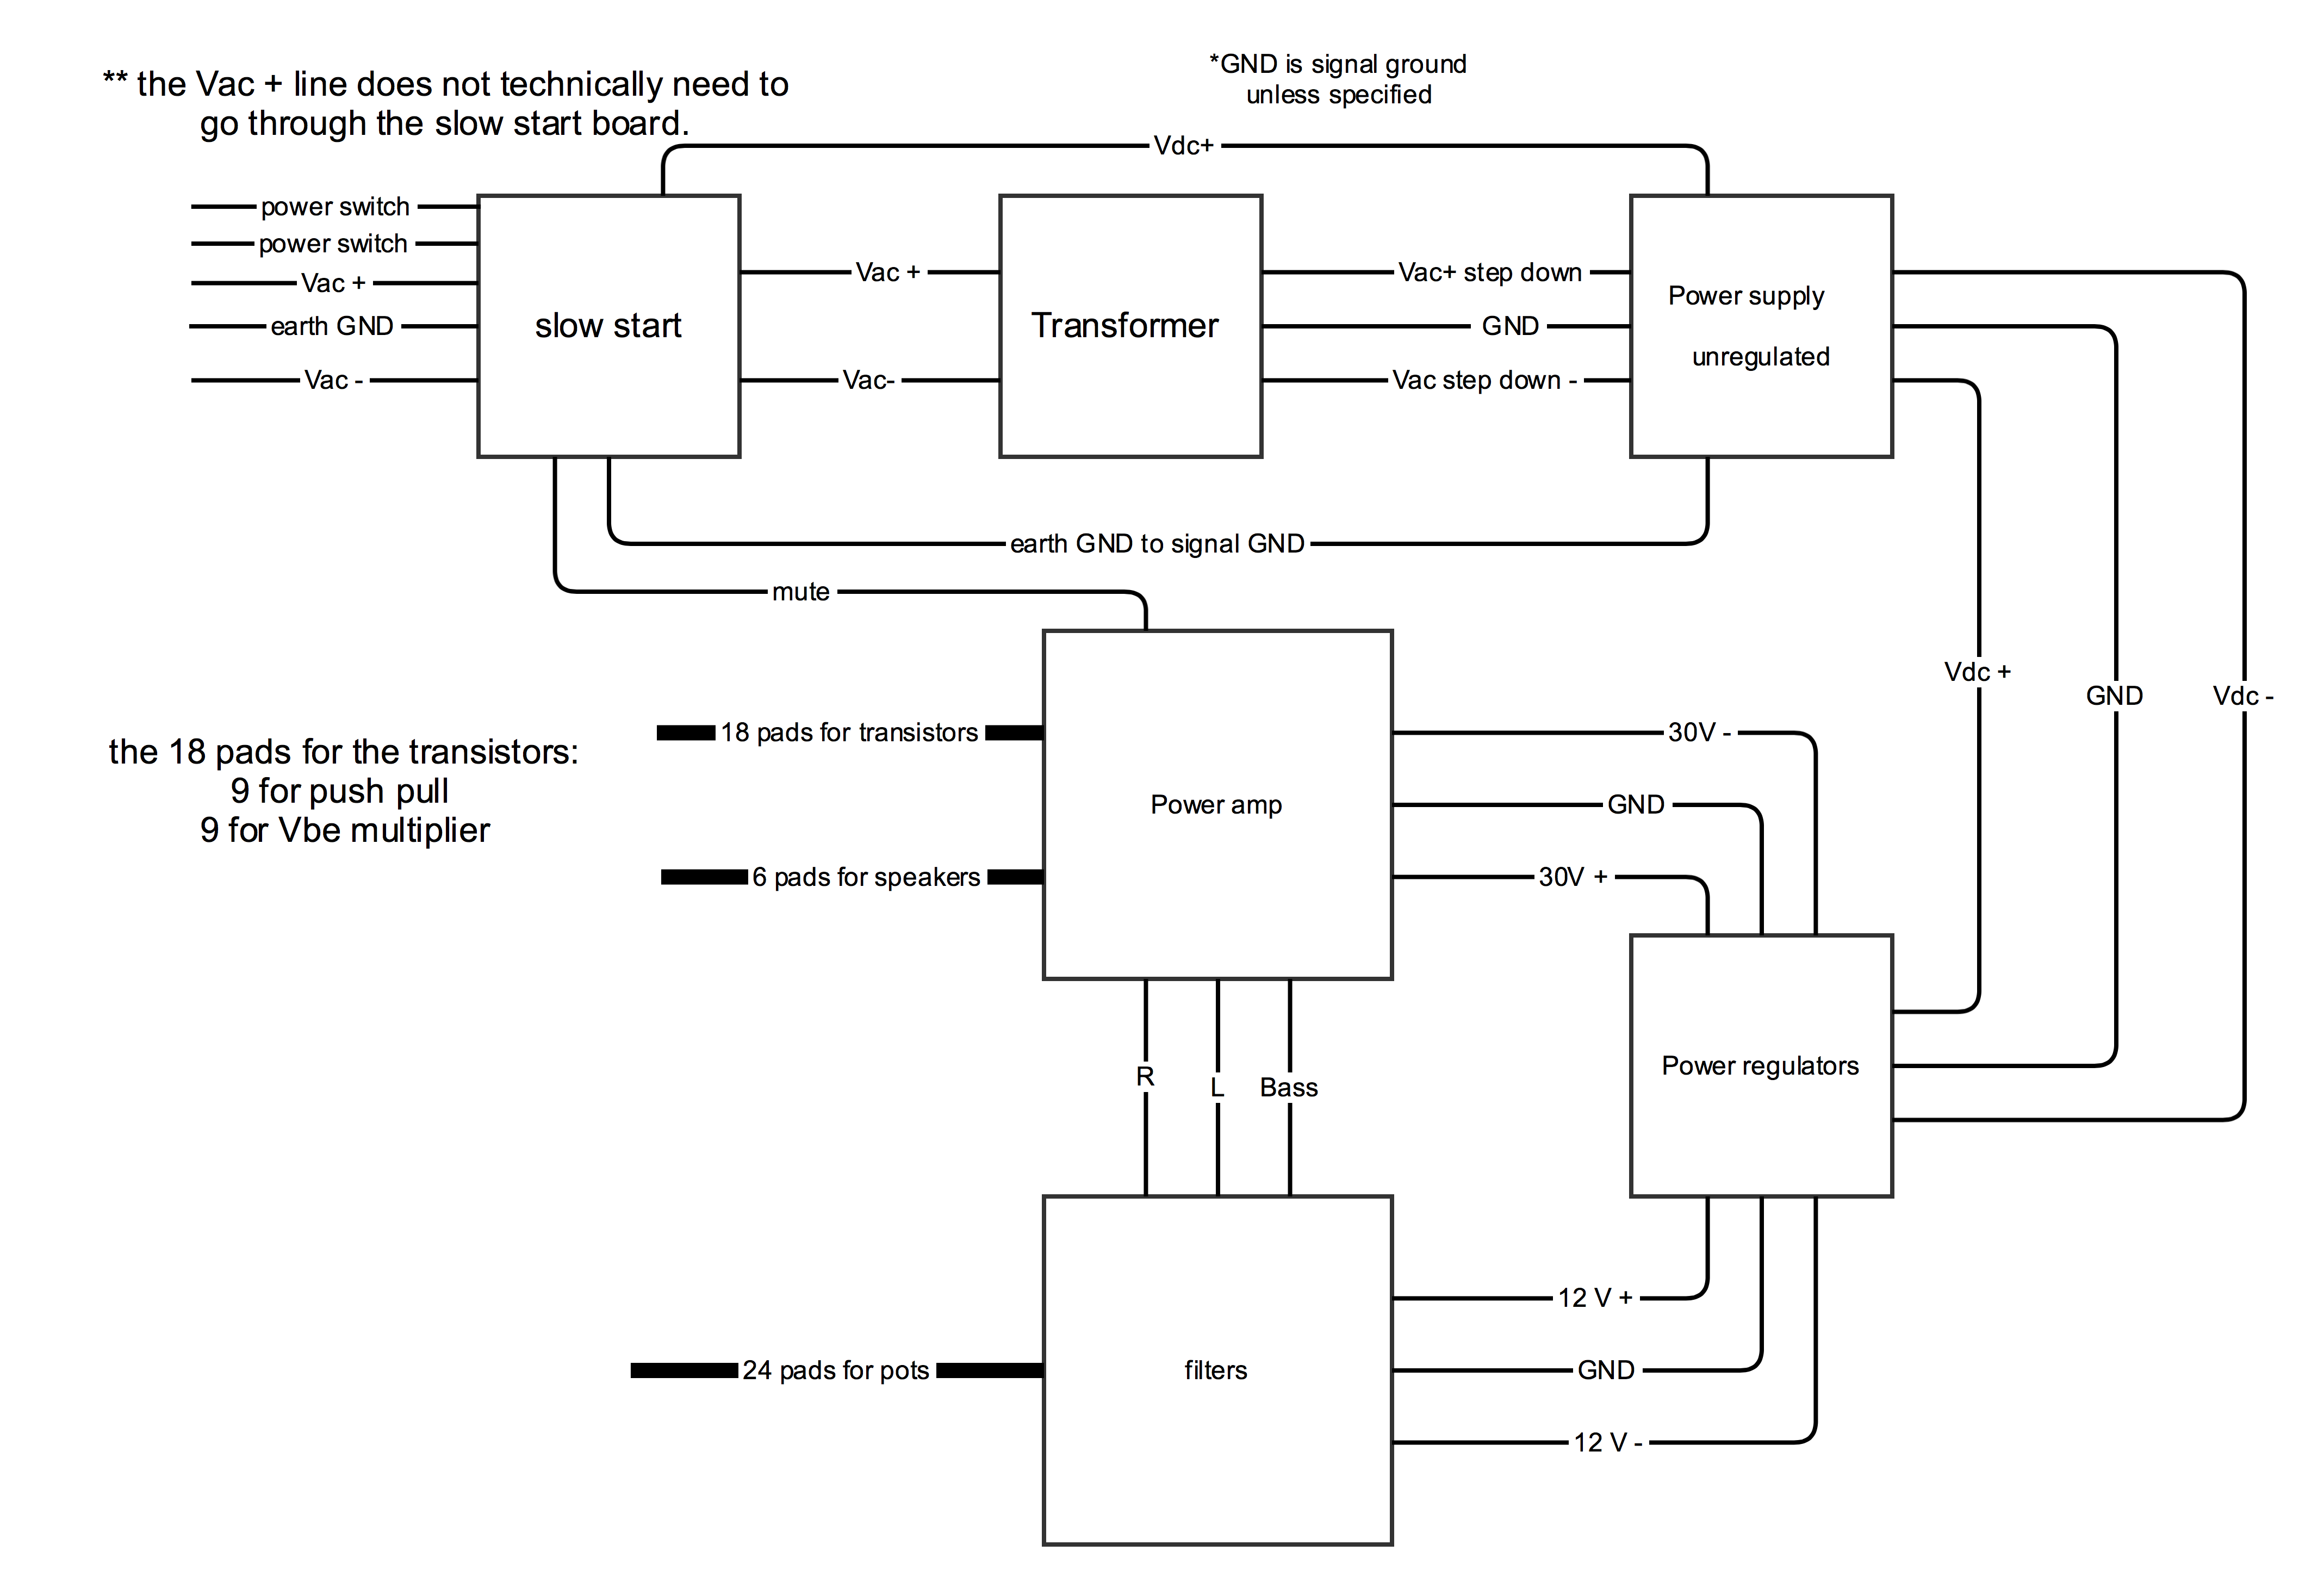 *GND is signal ground
unless specified
** the Vac + line does not technically need to
go through the slow start board.
Vdc+
power switch
power switch
Vac +
earth GND
Vac -
slow start
Vac +
Vac-
Transformer
Vac+ step down
GND
Vac step down -
Power supply
unregulated
earth GND to signal GND
mute
Vdc +
GND
Vdc -
18 pads for transistors
the 18 pads for the transistors:
9 for push pull
9 for Vbe multiplier
6 pads for speakers
Power amp
30V -
GND
30V +
Power regulators
R
L
Bass
12 V +
GND
12 V -
24 pads for pots
filters